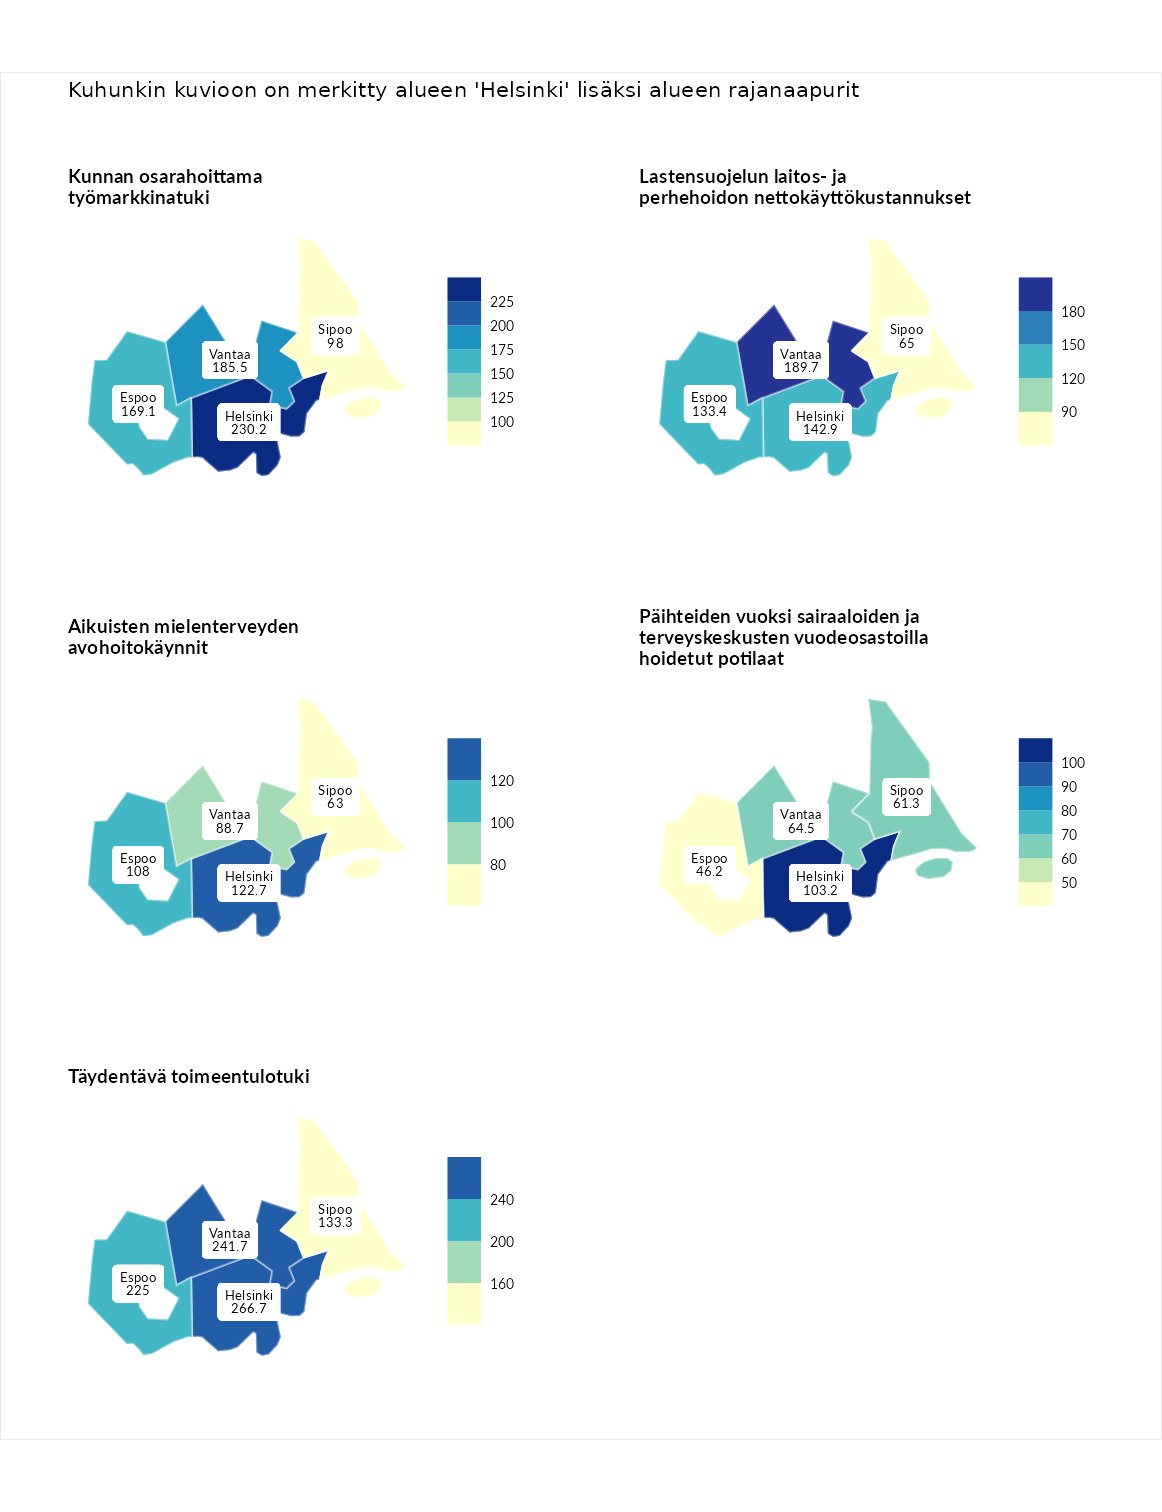 Kuhunkin kuvioon on merkitty alueen 'Helsinki' lisäksi alueen rajanaapurit
Kunnan osarahoittama
työmarkkinatuki
Sipoo
98
Vantaa
185.5
Espoo
169.1
Helsinki
230.2
225
200
175
150
125
100
Lastensuojelun laitos- ja
perhehoidon nettokäyttökustannukset
Sipoo
65
Vantaa
189.7
Espoo
133.4
Helsinki
142.9
180
150
120
90
Aikuisten mielenterveyden
avohoitokäynnit
Sipoo
63
Vantaa
88.7
Espoo
108
Helsinki
122.7
120
100
80
Päihteiden vuoksi sairaaloiden ja
terveyskeskusten vuodeosastoilla
hoidetut potilaat
Sipoo
61.3
Vantaa
64.5
Espoo
46.2
Helsinki
103.2
100
90
80
70
60
50
Täydentävä toimeentulotuki
Sipoo
133.3
Vantaa
241.7
Espoo
225
Helsinki
266.7
240
200
160